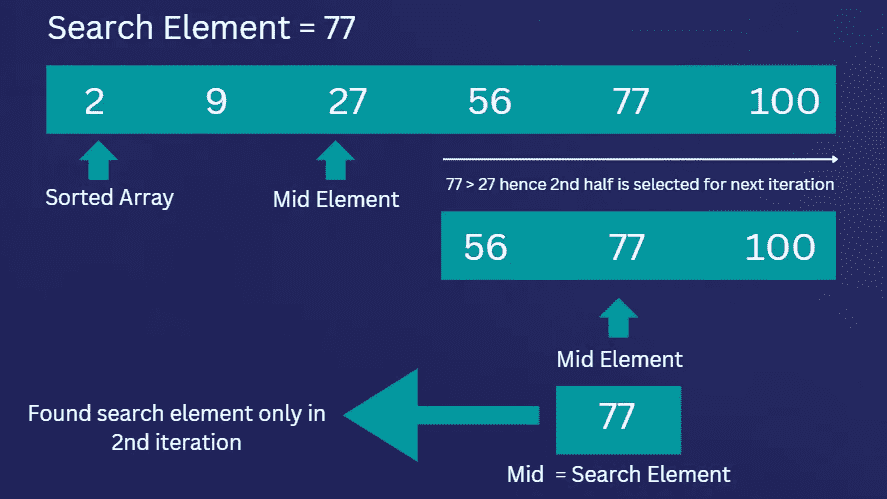 Search Element = 77
2 9 27 56 77 100
Sorted Array
Mid Element
77 > 27 hence 2nd half is selected for next iteration
56 77 100
Mid Element
77
Found search element only in
2nd iteration
Mid = Search Element